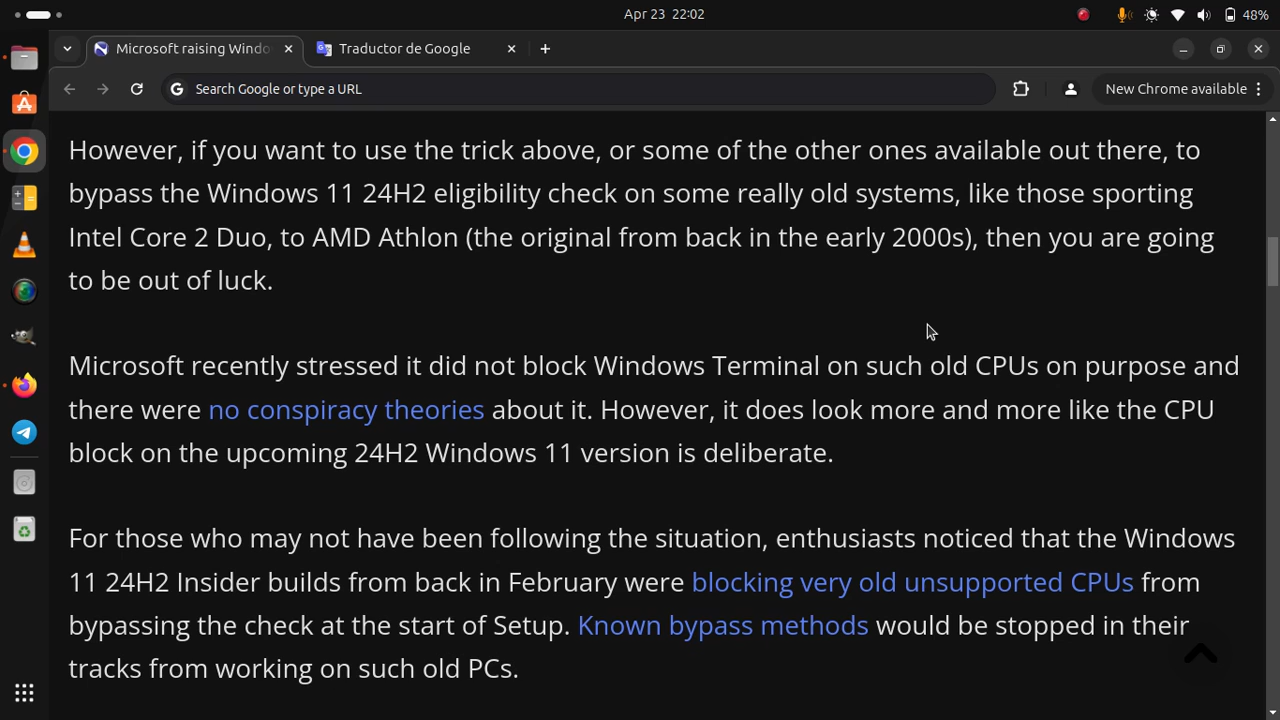 Apr 23 22:02
48%
Microsoft raising Windo
Traductor de Google
Search Google or type a URL
New Chrome available
However, if you want to use the trick above, or some of the other ones available out there, to
bypass the Windows 11 24H2 eligibility check on some really old systems, like those sporting
Intel Core 2 Duo, to AMD Athlon (the original from back in the early 2000s), then you are going
to be out of luck.
Microsoft recently stressed it did not block Windows Terminal on such old CPUs on purpose and
there were no conspiracy theories about it. However, it does look more and more like the CPU
block on the upcoming 24H2 Windows 11 version is deliberate.
For those who may not have been following the situation, enthusiasts noticed that the Windows
11 24H2 Insider builds from back in February were blocking very old unsupported CPUs from
bypassing the check at the start of Setup. Known bypass methods would be stopped in their
tracks from working on such old PCs.